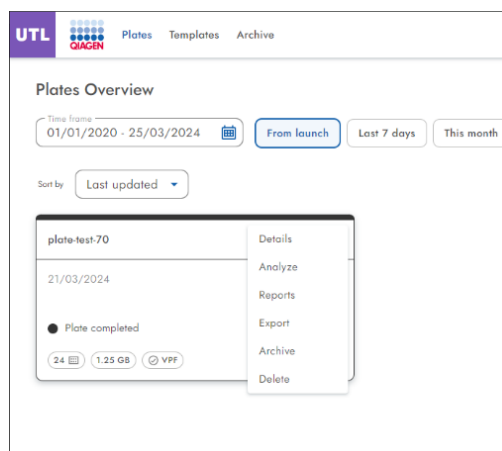 UTL QIAGEN Plates Templates Archive
Plates Overview
Time frame
01/01/2020 - 25/03/2024 From launch Last 7 days This month
Sort by Last updated
plate-test-70
21/03/2024
Plate completed
24 1.25 GB VPF
Details
Analyze
Reports
Export
Archive
Delete